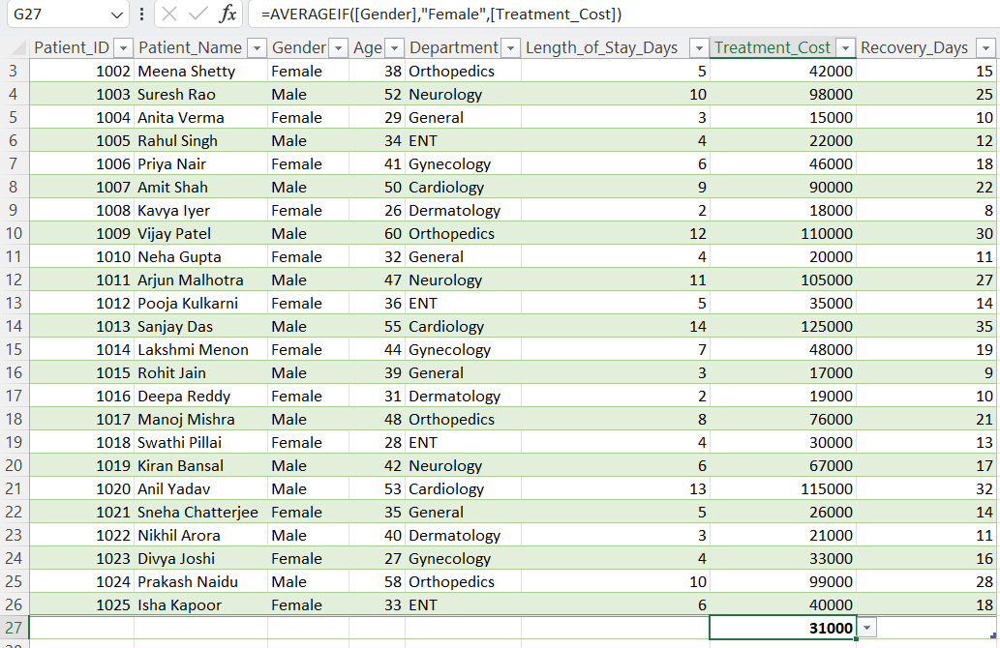 G27 fx =AVERAGEIF([Gender],"Female",[Treatment_Cost])
Patient_ID Patient_Name Gender Age Department Length_of_Stay_Days Treatment_Cost Recovery_Days
3 1002 Meena Shetty Female 38 Orthopedics 5 42000 15
4 1003 Suresh Rao Male 52 Neurology 10 98000 25
5 1004 Anita Verma Female 29 General 3 15000 10
6 1005 Rahul Singh Male 34 ENT 4 22000 12
7 1006 Priya Nair Female 41 Gynecology 6 46000 18
8 1007 Amit Shah Male 50 Cardiology 9 90000 22
9 1008 Kavya Iyer Female 26 Dermatology 2 18000 8
10 1009 Vijay Patel Male 60 Orthopedics 12 110000 30
11 1010 Neha Gupta Female 32 General 4 20000 11
12 1011 Arjun Malhotra Male 47 Neurology 11 105000 27
13 1012 Pooja Kulkarni Female 36 ENT 5 35000 14
14 1013 Sanjay Das Male 55 Cardiology 14 125000 35
15 1014 Lakshmi Menon Female 44 Gynecology 7 48000 19
16 1015 Rohit Jain Male 39 General 3 17000 9
17 1016 Deepa Reddy Female 31 Dermatology 2 19000 10
18 1017 Manoj Mishra Male 48 Orthopedics 8 76000 21
19 1018 Swathi Pillai Female 28 ENT 4 30000 13
20 1019 Kiran Bansal Male 42 Neurology 6 67000 17
21 1020 Anil Yadav Male 53 Cardiology 13 115000 32
22 1021 Sneha Chatterjee Female 35 General 5 26000 14
23 1022 Nikhil Arora Male 40 Dermatology 3 21000 11
24 1023 Divya Joshi Female 27 Gynecology 4 33000 16
25 1024 Prakash Naidu Male 58 Orthopedics 10 99000 28
26 1025 Isha Kapoor Female 33 ENT 6 40000 18
27 31000